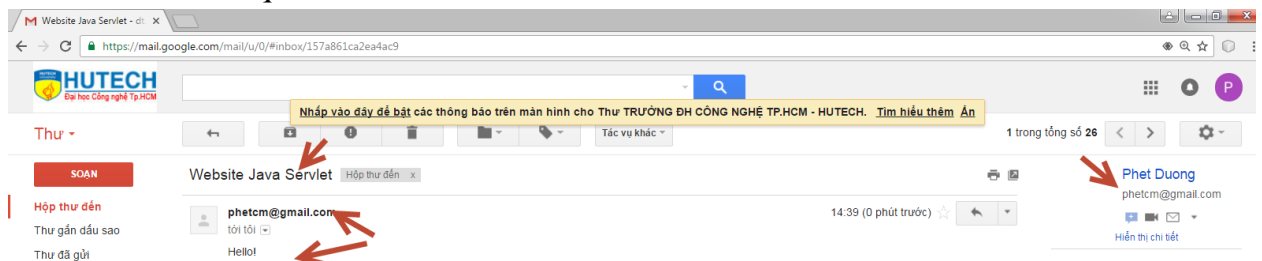 Website Java Servlet - dt
https://mail.google.com/mail/u/0/#inbox/157a861ca2ea4ac9
HUTECH
Đại học Công nghệ Tp.HCM
P
Nhấp vào đây để bật các thông báo trên màn hình cho Thư TRƯỜNG ĐH CÔNG NGHỆ TP.HCM - HUTECH. Tìm hiểu thêm Ẩn
Thư
Tác vụ khác
1 trong tổng số 26
SOẠN
Website Java Servlet Hộp thư đến x
Phet Duong
phetcm@gmail.com
Hộp thư đến
phetcm@gmail.com
14:39 (0 phút trước)
Thư gắn dấu sao
tới tôi
Hiển thị chi tiết
Thư đã gửi
Hello!